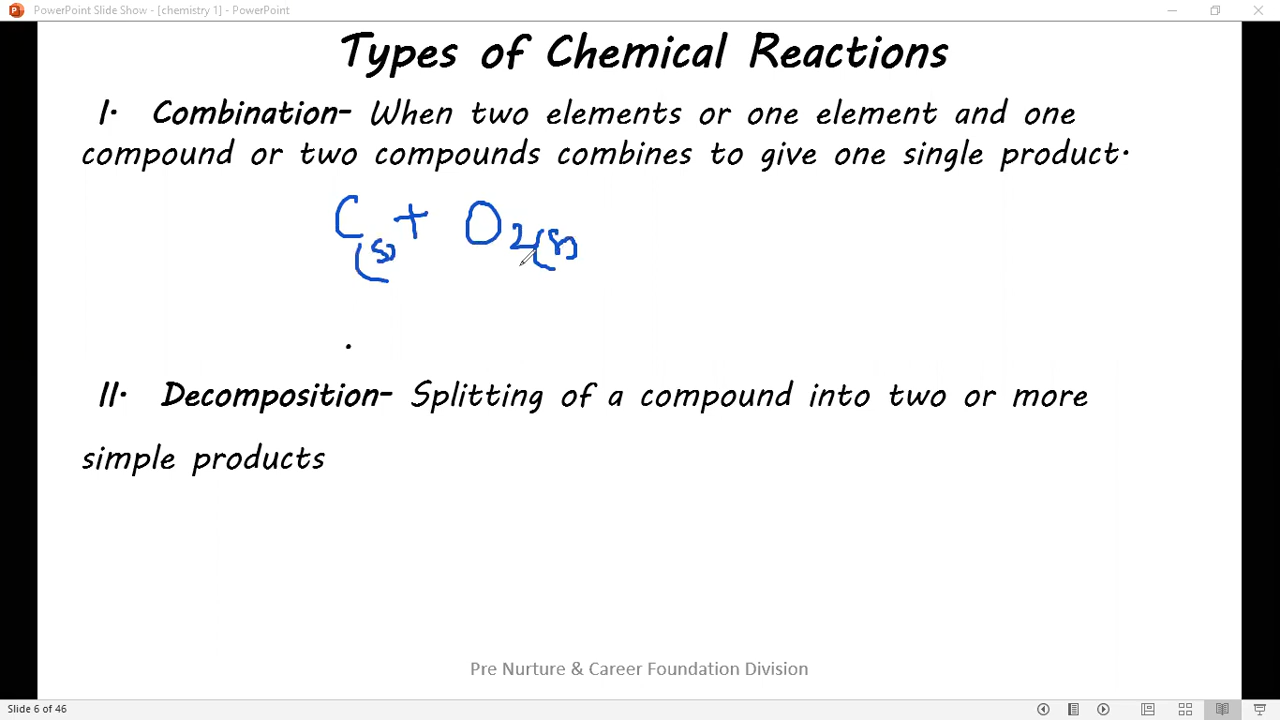 PowerPoint Slide Show - [chemistry 1] - PowerPoint
Types of Chemical Reactions
I. Combination- When two elements or one element and one
compound or two compounds combines to give one single product.
C(s) + O2
.
II. Decomposition- Splitting of a compound into two or more
simple products
Pre Nurture & Career Foundation Division
Slide 6 of 46